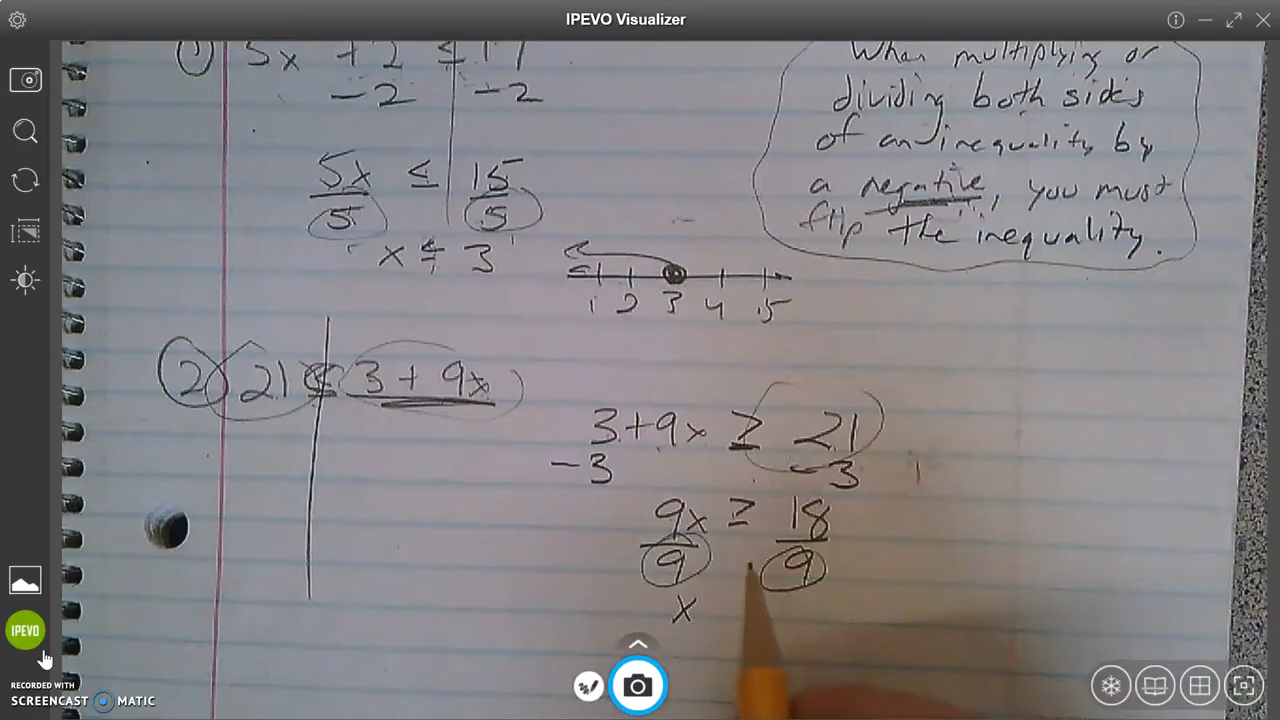 IPEVO Visualizer
① 5x + 2 ≤ 17
-2 -2
5x ≤ 15
5 5
x ≤ 3
1 2 3 4 5
When multiplying or
dividing both sides
of an inequality by
a negative, you must
flip the inequality.
2 21 ≤ 3 + 9x
3+9x ≥ 21
-3 -3
9x ≥ 18
9 9
x
IPEVO
RECORDED WITH
SCREENCAST MATIC